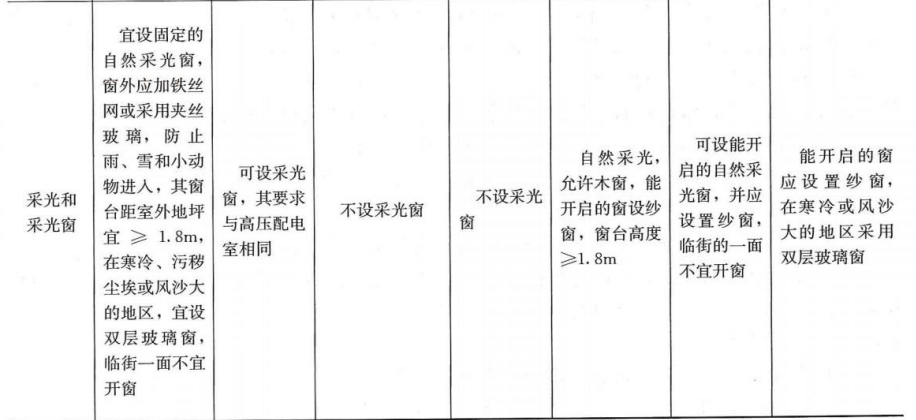 采光和
采光窗
宜设固定的
自然采光窗，
窗外应加铁丝
网或采用夹丝
玻璃，防止
雨、雪和小动
物进入，其窗
台距室外地坪
宜 ≥ 1.8m，
在寒冷、污秽
尘埃或风沙大
的地区，宜设
双层玻璃窗，
临街一面不宜
开窗
可设采光
窗，其要求
与高压配电
室相同
不设采光窗
不设采光
窗
自然采光，
允许木窗，能
开启的窗设纱
窗，窗台高度
≥1.8m
可设能开
启的自然采
光窗，并应
设置纱窗，
临街的一面
不宜开窗
能开启的窗
应设置纱窗，
在寒冷或风沙
大的地区采用
双层玻璃窗